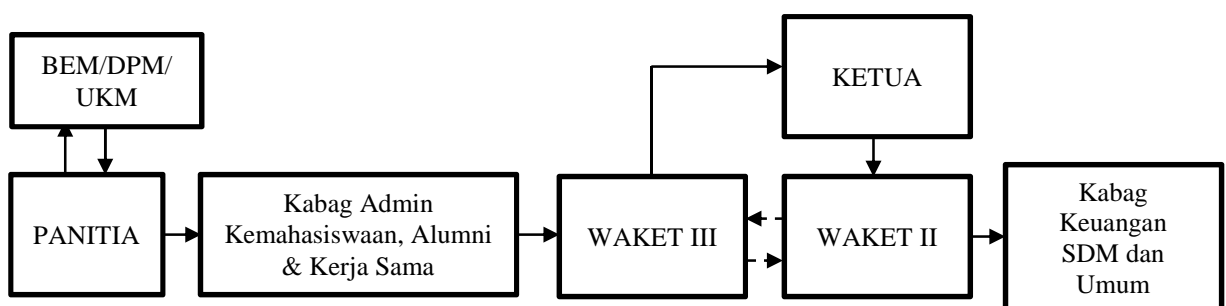 BEM/DPM/
UKM
KETUA
PANITIA
Kabag Admin
Kemahasiswaan, Alumni
& Kerja Sama
WAKET III
WAKET II
Kabag
Keuangan
SDM dan
Umum